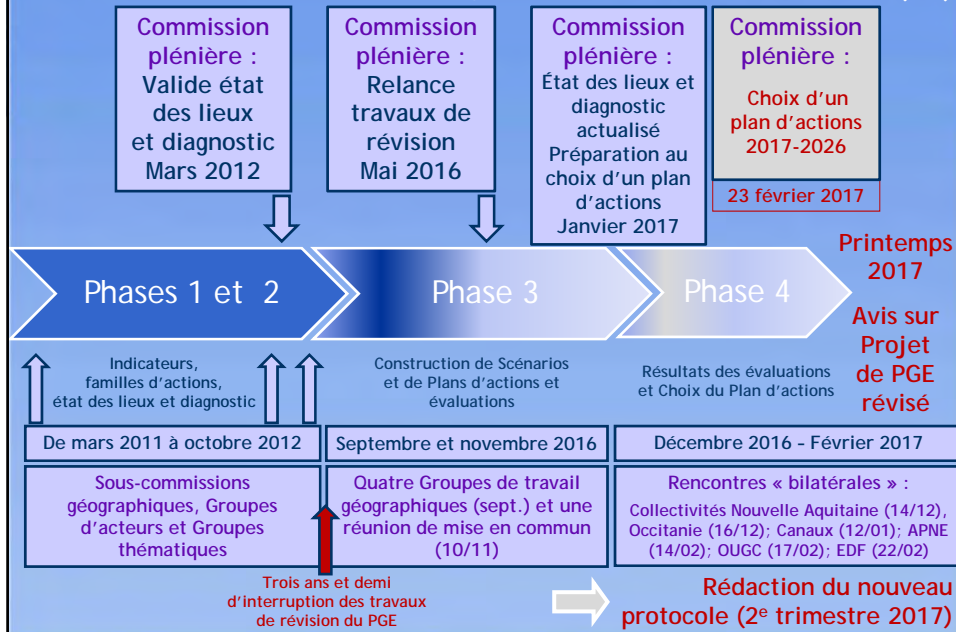 Commission
plénière :
Valide état
des lieux
et diagnostic
Mars 2012
Commission
plénière :
Relance
travaux de
révision
Mai 2016
Commission
plénière :
État des lieux et
diagnostic
actualisé
Préparation au
choix d'un plan
d'actions
Janvier 2017
Commission
plénière :
Choix d'un
plan d'actions
2017-2026
23 février 2017
Phases 1 et 2
Phase 3
Phase 4
Printemps
2017
Avis sur
Projet
de PGE
révisé
Indicateurs,
familles d'actions,
état des lieux et diagnostic
Construction de Scénarios
et de Plans d'actions et
évaluations
Résultats des évaluations
et Choix du Plan d'actions
De mars 2011 à octobre 2012
Septembre et novembre 2016
Décembre 2016 - Février 2017
Sous-commissions
géographiques, Groupes
d'acteurs et Groupes
thématiques
Quatre Groupes de travail
géographiques (sept.) et une
réunion de mise en commun
(10/11)
Rencontres « bilatérales » :
Collectivités Nouvelle Aquitaine (14/12),
Occitanie (16/12); Canaux (12/01); APNE
(14/02); OUGC (17/02); EDF (22/02)
Trois ans et demi
d'interruption des travaux
de révision du PGE
Rédaction du nouveau
protocole (2e trimestre 2017)